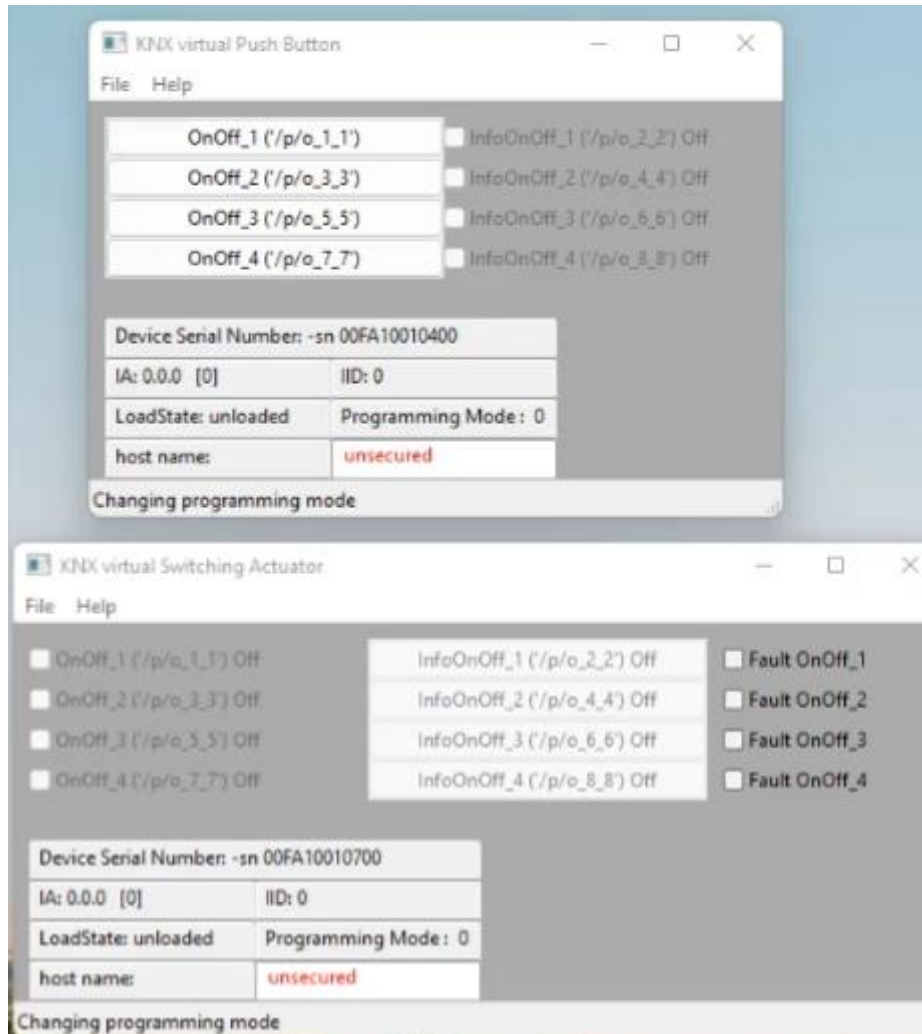 KNX virtual Push Button
File Help
OnOff_1 ('/p/o_1_1') InfoOnOff_1 ('/p/o_2_2') Off
OnOff_2 ('/p/o_3_3') InfoOnOff_2 ('/p/o_4_4') Off
OnOff_3 ('/p/o_5_5') InfoOnOff_3 ('/p/o_6_6') Off
OnOff_4 ('/p/o_7_7') InfoOnOff_4 ('/p/o_8_8') Off
Device Serial Number: -sn 00FA10010400
IA: 0.0.0 [0] IID: 0
LoadState: unloaded Programming Mode : 0
host name: unsecured
Changing programming mode
KNX virtual Switching Actuator
File Help
OnOff_1 ('/p/o_1_1') Off InfoOnOff_1 ('/p/o_2_2') Off Fault OnOff_1
OnOff_2 ('/p/o_3_3') Off InfoOnOff_2 ('/p/o_4_4') Off Fault OnOff_2
OnOff_3 ('/p/o_5_5') Off InfoOnOff_3 ('/p/o_6_6') Off Fault OnOff_3
OnOff_4 ('/p/o_7_7') Off InfoOnOff_4 ('/p/o_8_8') Off Fault OnOff_4
Device Serial Number: -sn 00FA10010700
IA: 0.0.0 [0] IID: 0
LoadState: unloaded Programming Mode : 0
host name: unsecured
Changing programming mode